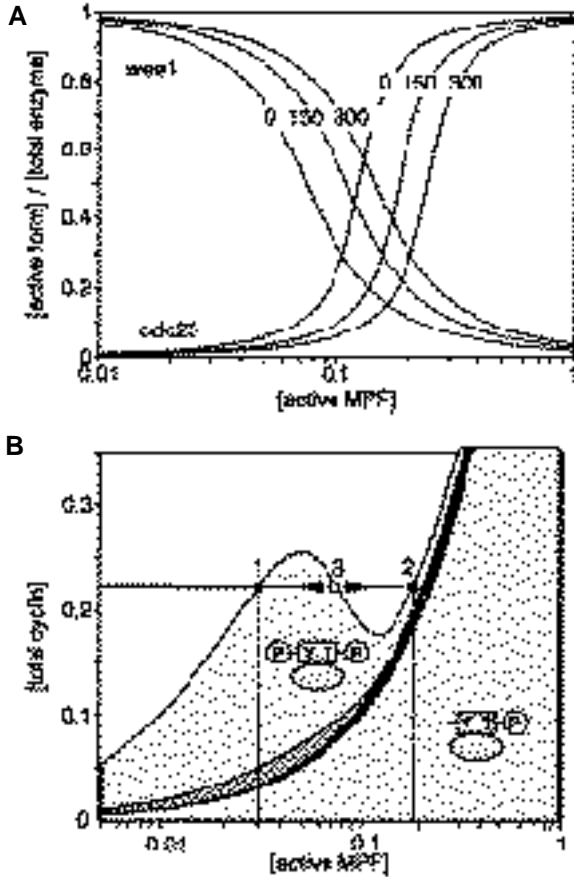 A
1
wee1
0.8
0 150 300
0 150 300
0.6
0.4
0.2
cdc25
0
0.01
0.1
1
[active form] / [total enzyme]
[active MPF]
B
0.3
1 3 2
0.2
P Y T P
0.1
Y T P
0
0.01
0.1
1
[total cyclin]
[active MPF]